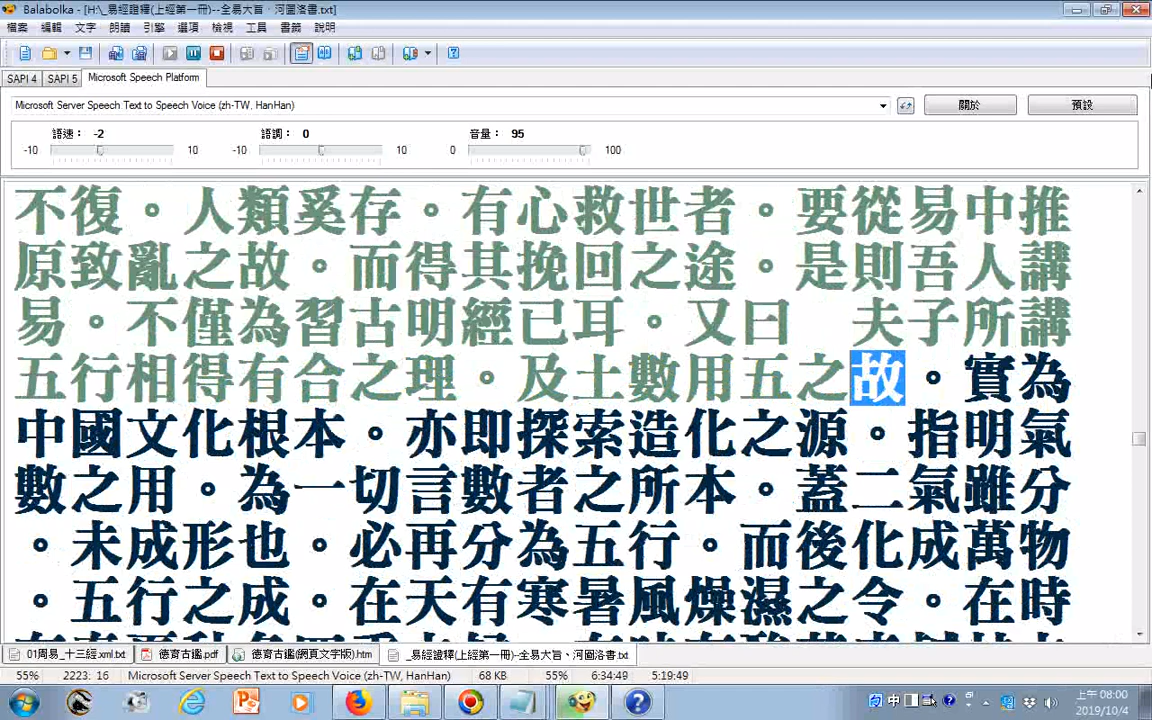 Balabolka - [H:\_易經證釋(上經第一冊)--全易大旨、河圖洛書.txt]
檔案 編輯 文字 朗讀 引擎 選項 檢視 工具 書籤 說明
SAPI 4 SAPI 5 Microsoft Speech Platform
Microsoft Server Speech Text to Speech Voice (zh-TW, HanHan) 關於 預設
語速： -2 語調： 0 音量： 95
-10 10 -10 10 0 100
不復。人類奚存。有心救世者。要從易中推
原致亂之故。而得其挽回之途。是則吾人講
易。不僅為習古明經已耳。又曰 夫子所講
五行相得有合之理。及土數用五之故。實為
中國文化根本。亦即探索造化之源。指明氣
數之用。為一切言數者之所本。蓋二氣雖分
。未成形也。必再分為五行。而後化成萬物
。五行之成。在天有寒暑風燥濕之令。在時
01周易_十三經.xml.txt 德育古鑑.pdf 德育古鑑(網頁文字版).htm _易經證釋(上經第一冊)--全易大旨、河圖洛書.txt
55% 2223: 16 Microsoft Server Speech Text to Speech Voice (zh-TW, HanHan) 68 KB 55% 6:34:49 5:19:49
中
上午 08:00
2019/10/4